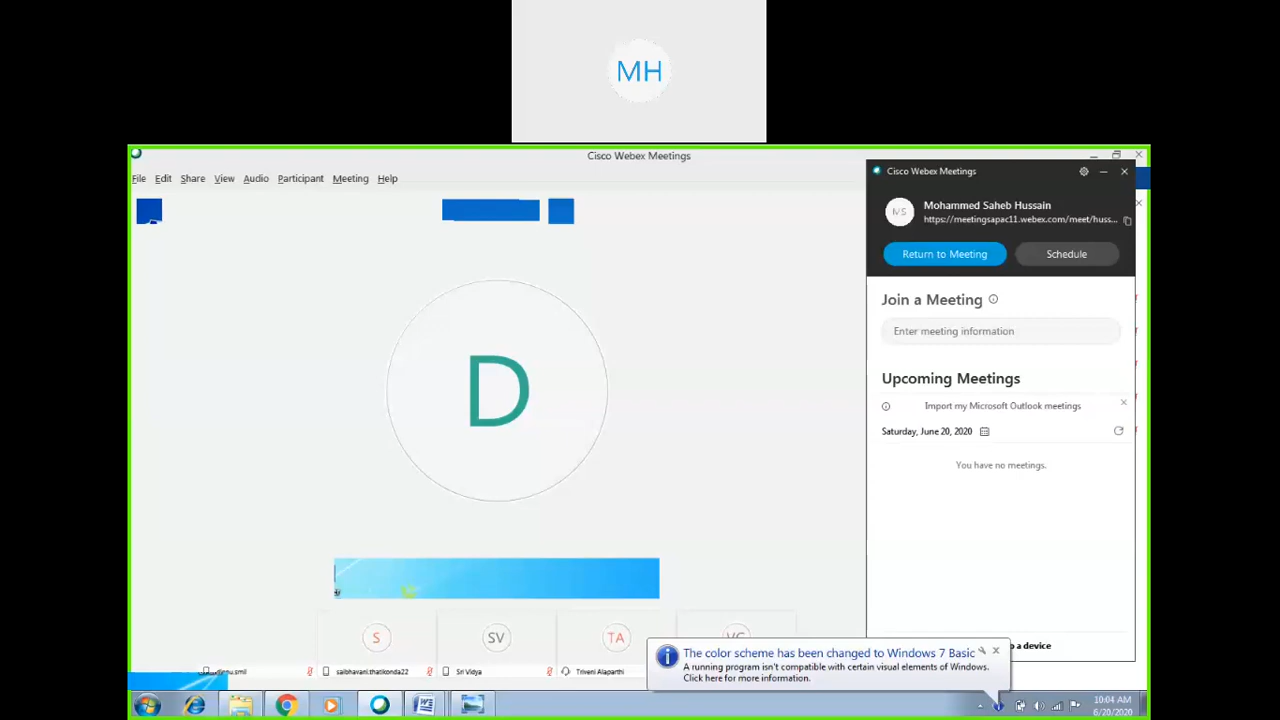 MH
Cisco Webex Meetings
File Edit Share View Audio Participant Meeting Help
D
S
SV
TA
VG
saibhavani.thatikonda22
Sri Vidya
Triveni Alaparthi
Cisco Webex Meetings
MS
Mohammed Saheb Hussain
https://meetingsapac11.webex.com/meet/huss...
Return to Meeting
Schedule
Join a Meeting
Enter meeting information
Upcoming Meetings
Import my Microsoft Outlook meetings
Saturday, June 20, 2020
You have no meetings.
o a device
The color scheme has been changed to Windows 7 Basic
A running program isn't compatible with certain visual elements of Windows.
Click here for more information.
10:04 AM
6/20/2020